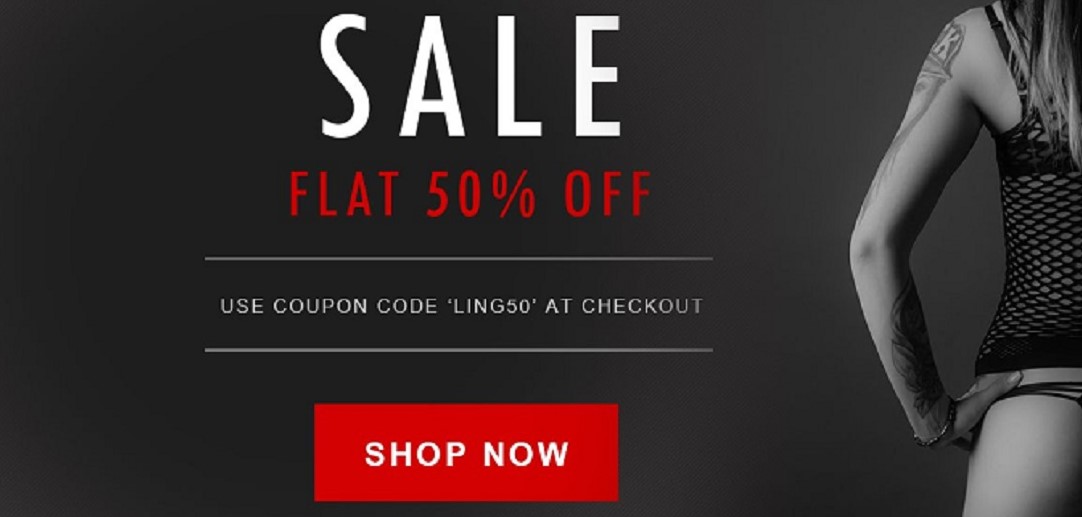 SALE
FLAT 50% OFF
USE COUPON CODE ‘LING50’ AT CHECKOUT
SHOP NOW